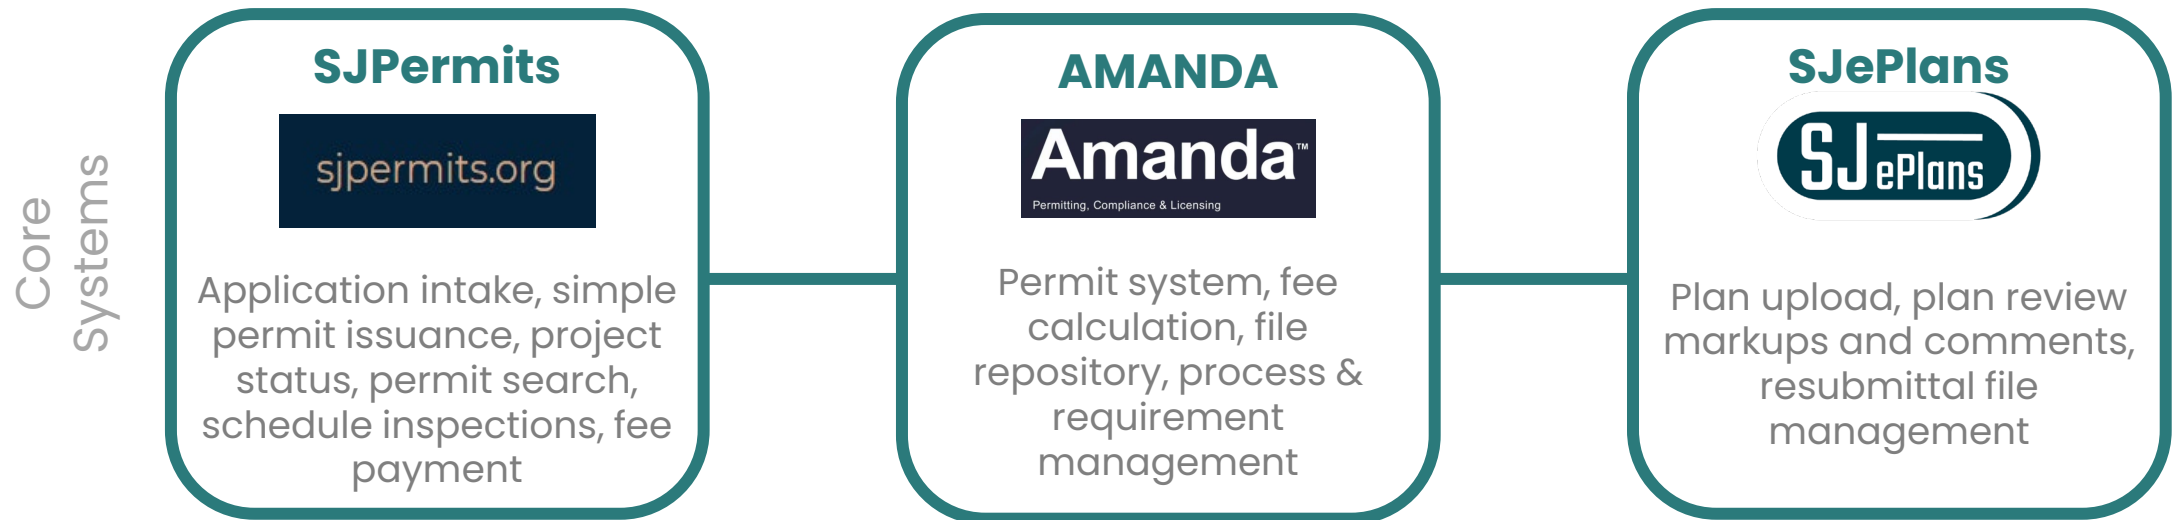 Core
Systems
SJPermits
sjpermits.org
Application intake, simple
permit issuance, project
status, permit search,
schedule inspections, fee
payment
AMANDA
Amanda™
Permitting, Compliance & Licensing
Permit system, fee
calculation, file
repository, process &
requirement
management
SJePlans
SJ ePlans
Plan upload, plan review
markups and comments,
resubmittal file
management